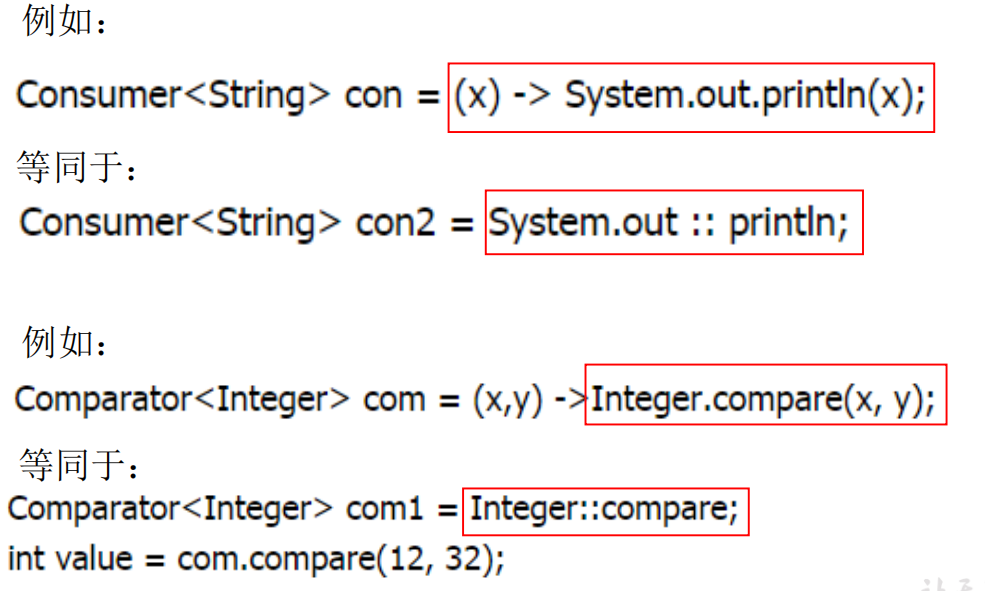 例如：
Consumer<String> con = (x) -> System.out.println(x);
等同于：
Consumer<String> con2 = System.out :: println;
例如：
Comparator<Integer> com = (x,y) ->Integer.compare(x, y);
等同于：
Comparator<Integer> com1 = Integer::compare;
int value = com.compare(12, 32);